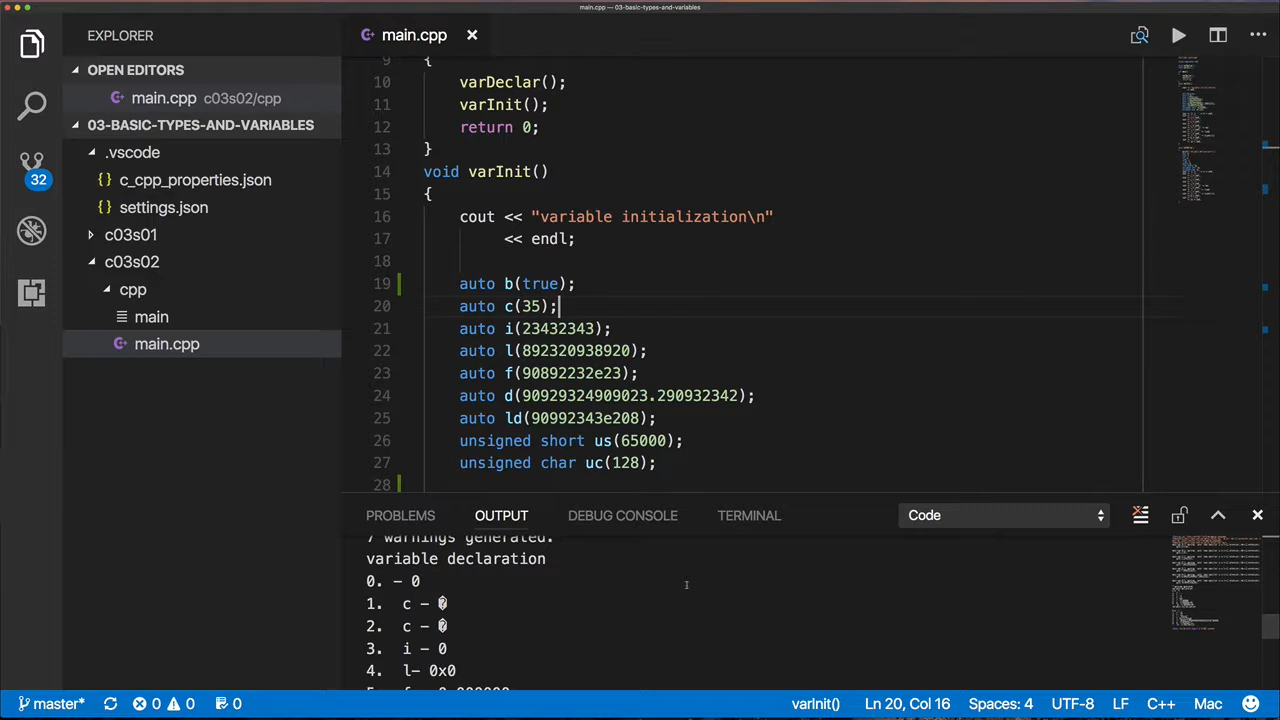 main.cpp — 03-basic-types-and-variables
EXPLORER
OPEN EDITORS
main.cpp c03s02/cpp
03-BASIC-TYPES-AND-VARIABLES
.vscode
{} c_cpp_properties.json
{} settings.json
32
c03s01
c03s02
cpp
main
main.cpp
main.cpp
9 {
10 varDeclar();
11 varInit();
12 return 0;
13 }
14 void varInit()
15 {
16 cout << "variable initialization\n"
17 << endl;
18
19 auto b(true);
20 auto c(35);
21 auto i(23432343);
22 auto l(892320938920);
23 auto f(90892232e23);
24 auto d(90929324909023.290932342);
25 auto ld(90992343e208);
26 unsigned short us(65000);
27 unsigned char uc(128);
28
PROBLEMS OUTPUT DEBUG CONSOLE TERMINAL Code
7 warnings generated.
variable declaration
0. – 0
1. c – �
2. c – �
3. i – 0
4. l– 0x0
master* 0 0 0 varInit() Ln 20, Col 16 Spaces: 4 UTF-8 LF C++ Mac